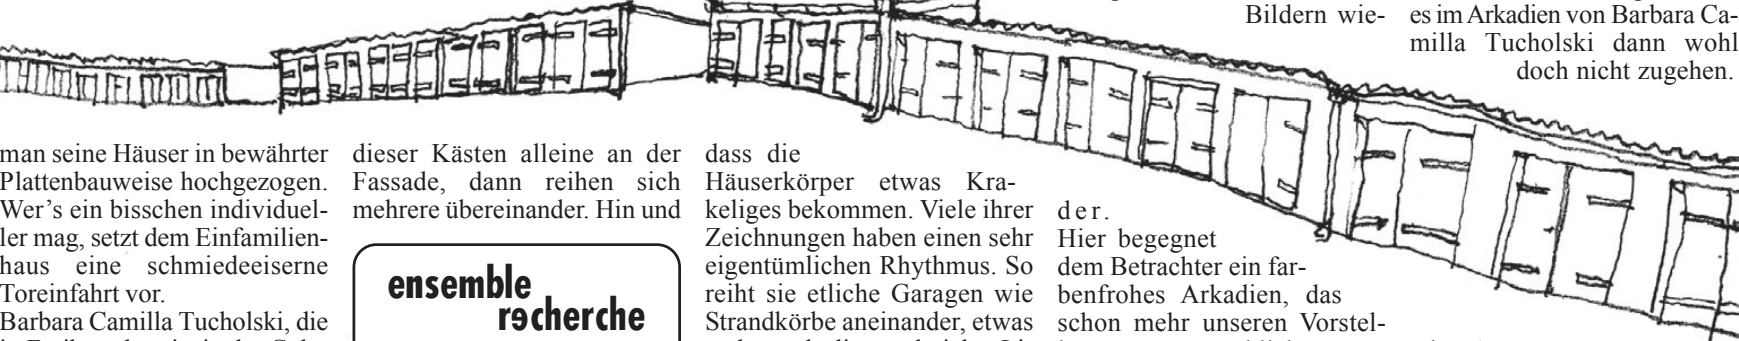 man seine Häuser in bewährter
Plattenbauweise hochgezogen.
Wer’s ein bisschen individuel-
ler mag, setzt dem Einfamilien-
haus eine schmiedeeiserne
Toreinfahrt vor.
Barbara Camilla Tucholski, die
dieser Kästen alleine an der
Fassade, dann reihen sich
mehrere übereinander. Hin und
ensemble
recherche
dass die
Häuserkörper etwas Kra-
keliges bekommen. Viele ihrer
Zeichnungen haben einen sehr
eigentümlichen Rhythmus. So
reiht sie etliche Garagen wie
Strandkörbe aneinander, etwas
Bildern wie-
der.
Hier begegnet
dem Betrachter ein far-
benfrohes Arkadien, das
schon mehr unseren Vorstel-
es im Arkadien von Barbara Ca-
milla Tucholski dann wohl
doch nicht zugehen.